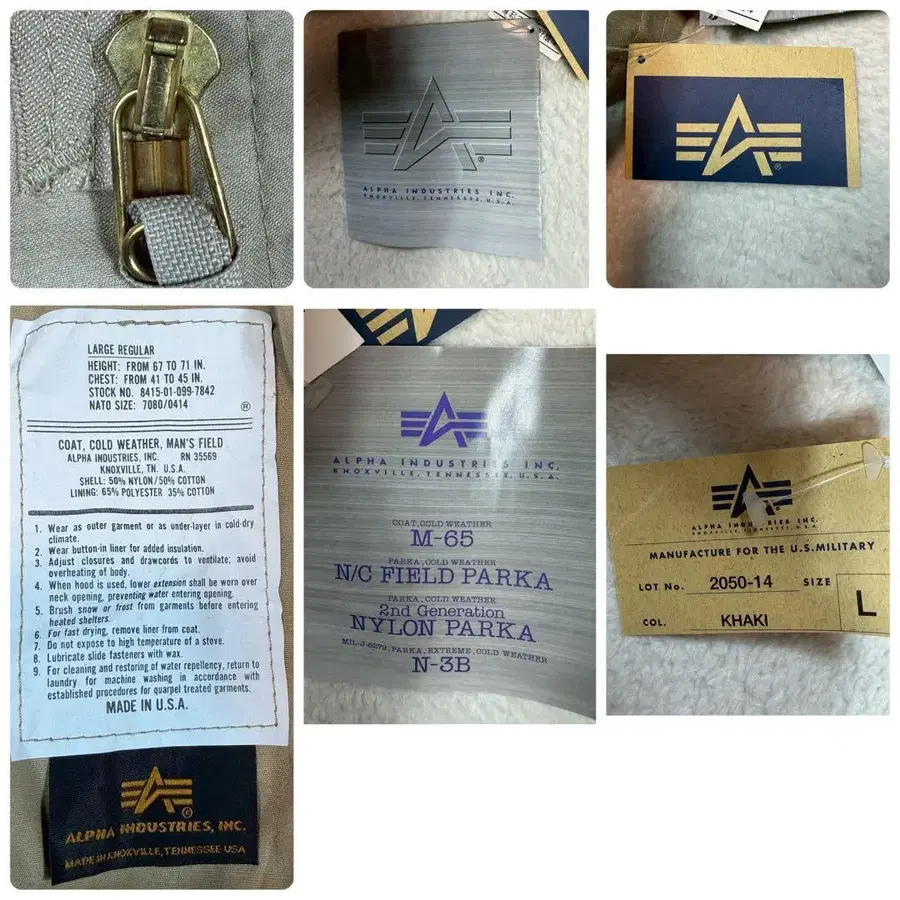 ALPHA INDUSTRIES INC.
KNOXVILLE, TENNESSEE, U.S.A.
LARGE REGULAR
HEIGHT: FROM 67 TO 71 IN.
CHEST: FROM 41 TO 45 IN.
STOCK NO. 8415-01-099-7842
NATO SIZE: 7080/0414
COAT, COLD WEATHER, MAN'S FIELD
ALPHA INDUSTRIES, INC. RN 35569
KNOXVILLE, TN. U.S.A.
SHELL: 50% NYLON/50% COTTON
LINING: 65% POLYESTER 35% COTTON
1. Wear as outer garment or as under-layer in cold-dry
climate.
2. Wear button-in liner for added insulation.
3. Adjust closures and drawcords to ventilate; avoid
overheating of body.
4. When hood is used, lower extension shall be worn over
neck opening, preventing water entering opening.
5. Brush snow or frost from garments before entering
heated shelters.
6. For fast drying, remove liner from coat.
7. Do not expose to high temperature of a stove.
8. Lubricate slide fasteners with wax.
9. For cleaning and restoring of water repellency, return to
laundry for machine washing in accordance with
established procedures for quarpel treated garments.
MADE IN U.S.A.
ALPHA INDUSTRIES, INC.
MADE IN KNOXVILLE, TENNESSEE USA
ALPHA INDUSTRIES INC.
KNOXVILLE, TENNESSEE, U.S.A.
COAT, COLD WEATHER
M-65
PARKA, COLD WEATHER
N/C FIELD PARKA
PARKA, COLD WEATHER
2nd Generation
NYLON PARKA
MIL-J-6279, PARKA, EXTREME, COLD WEATHER
N-3B
ALPHA INDUSTRIES INC.
KNOXVILLE, TENNESSEE, U.S.A.
MANUFACTURE FOR THE U.S.MILITARY
LOT No. 2050-14 SIZE L
COL. KHAKI